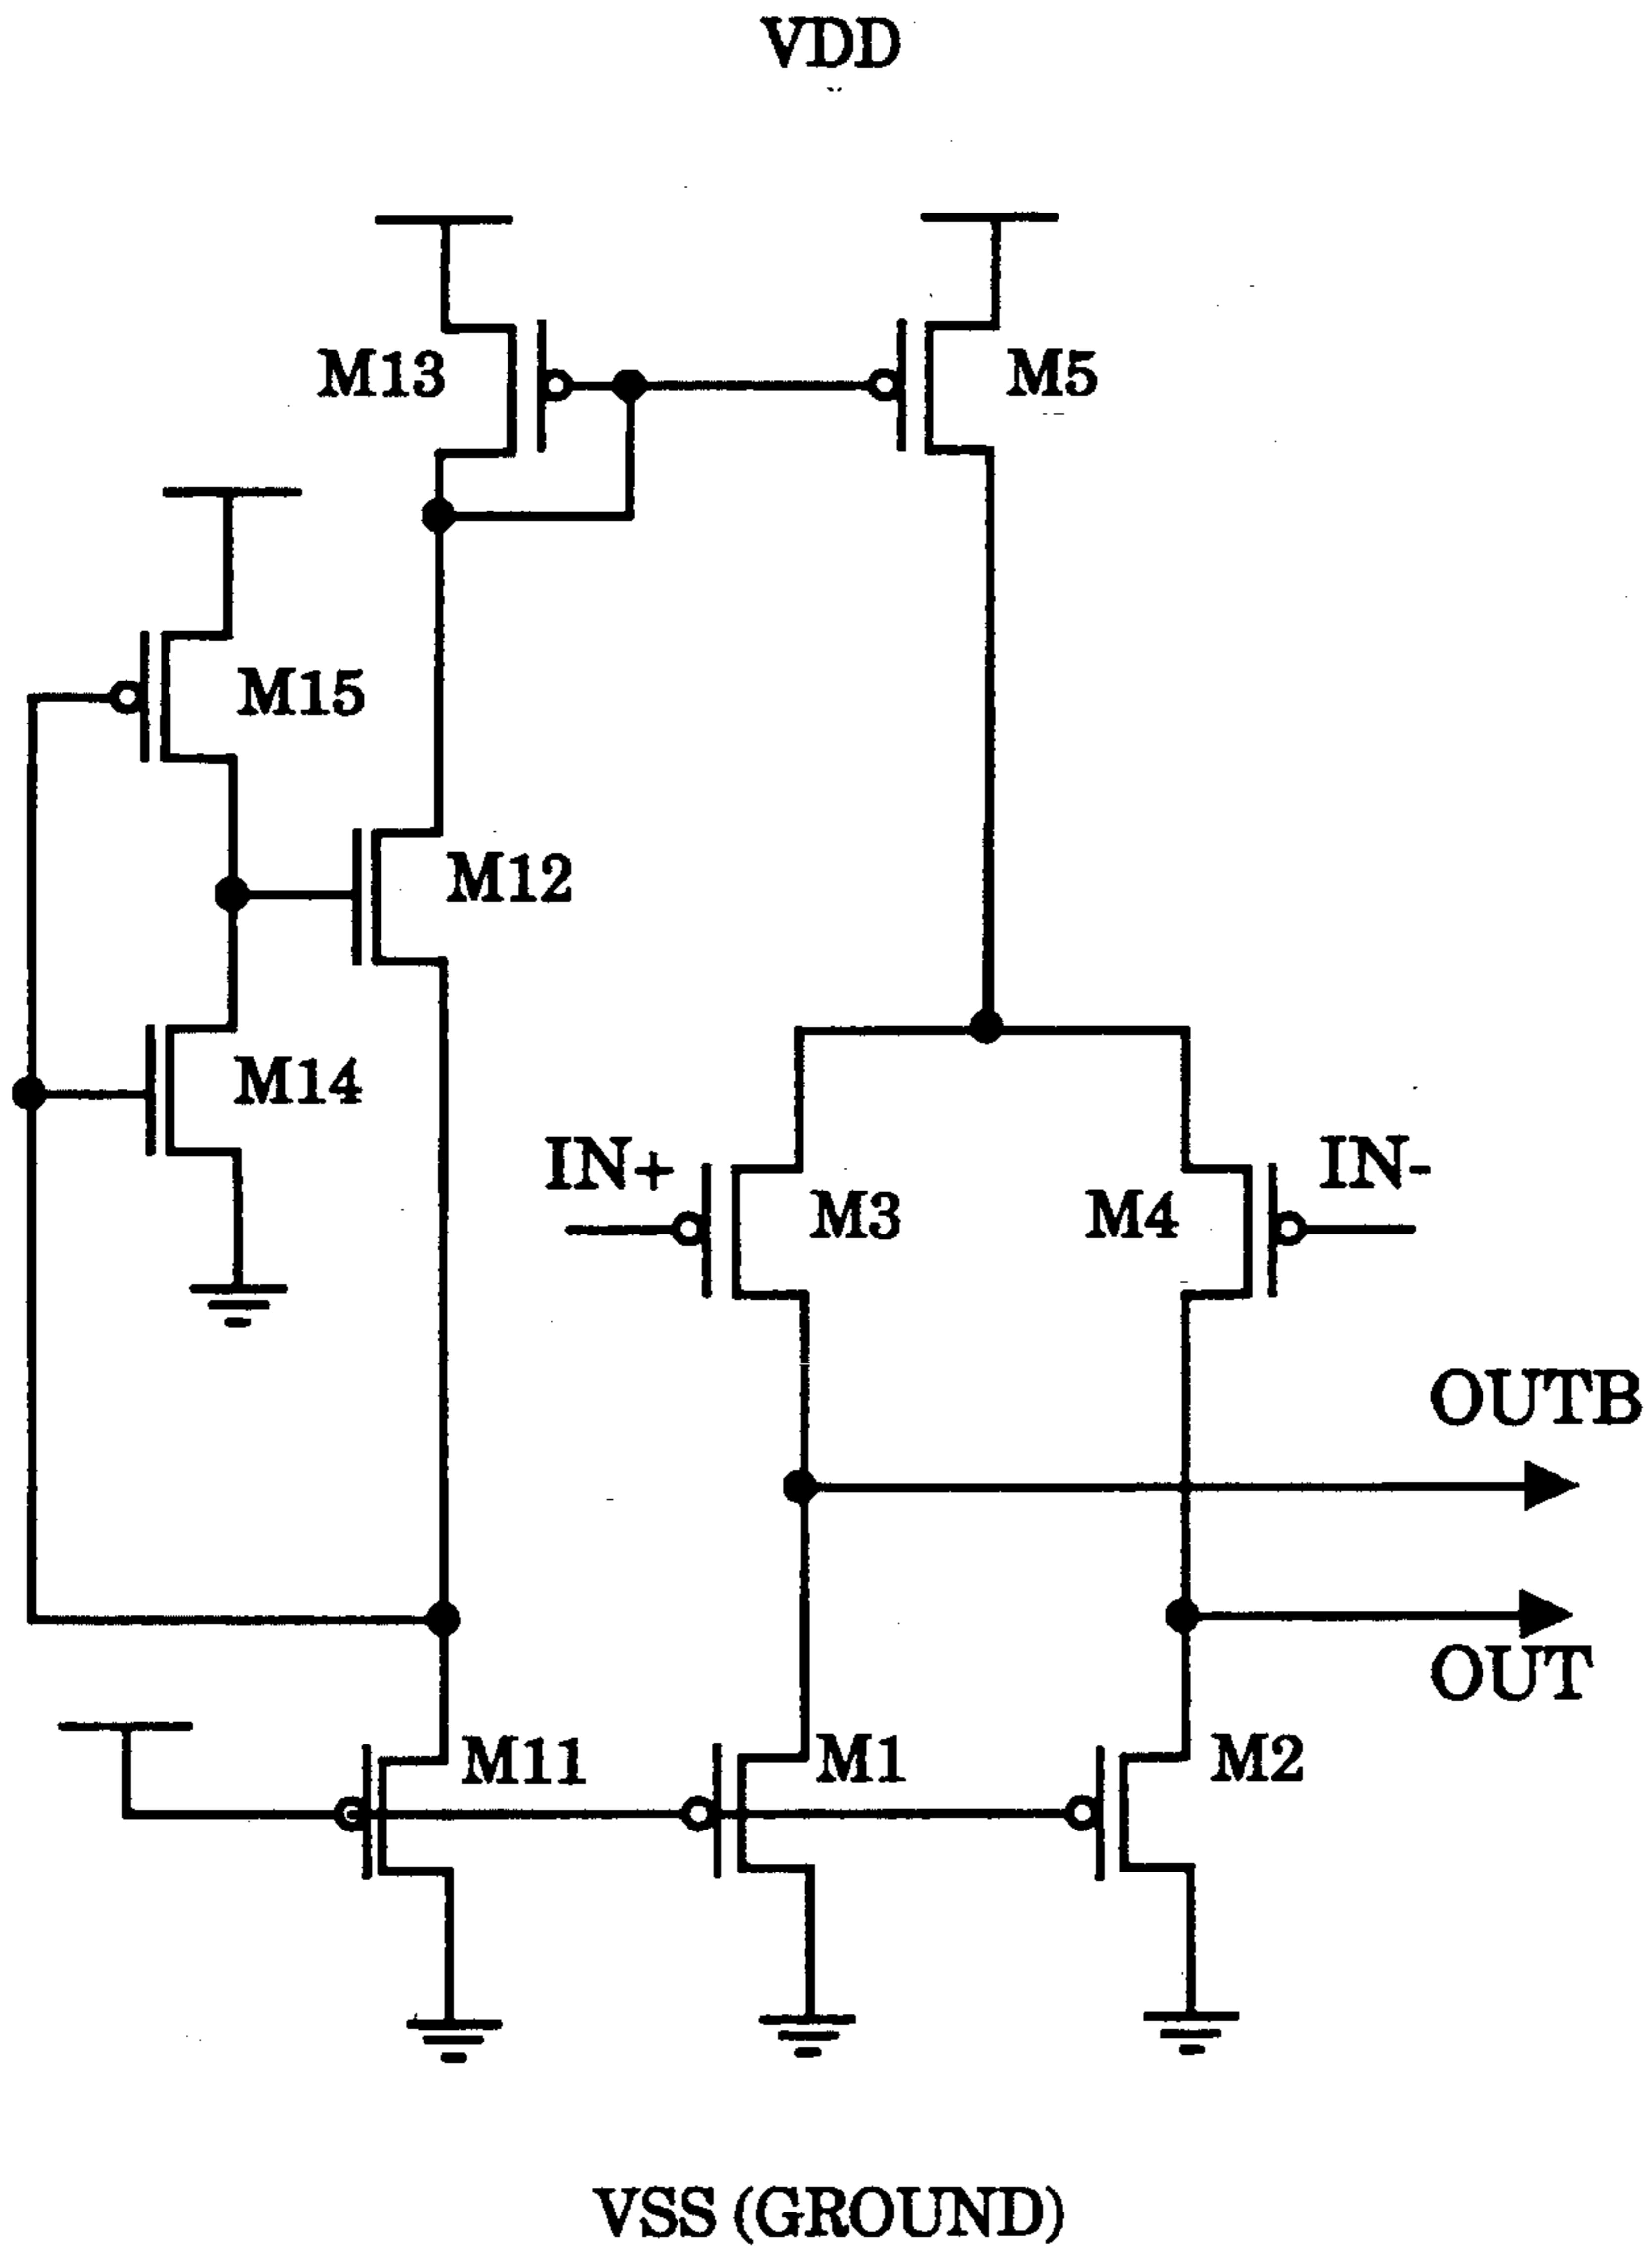 VDD
M13
M5
M15
M12
M14
IN+
IN-
M3
M4
OUTB
OUT
M11
M1
M2
VSS (GROUND)